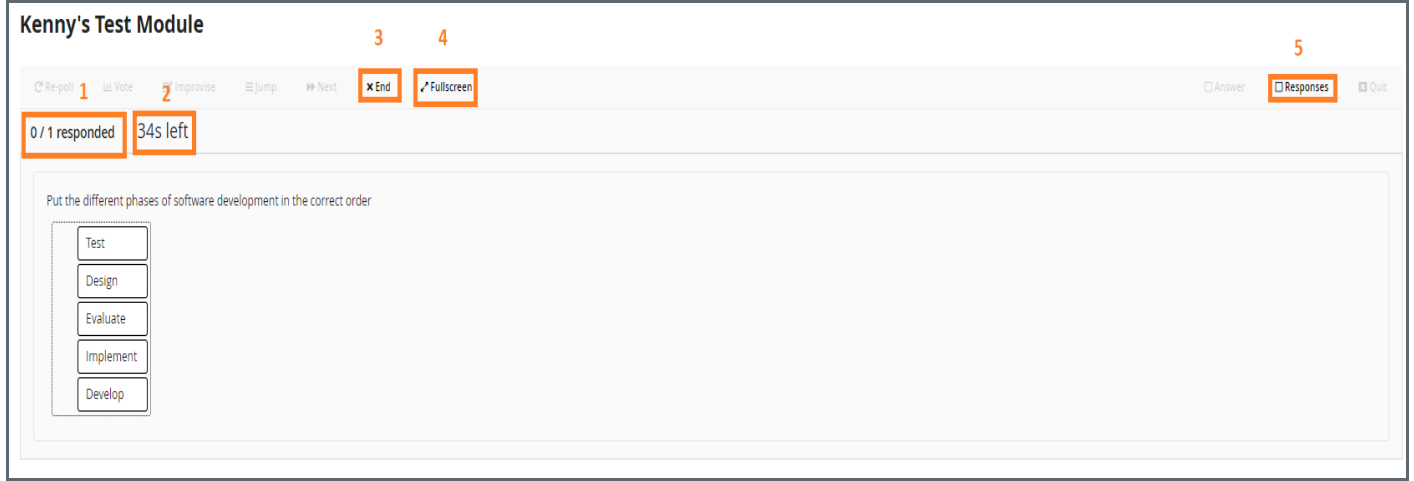 Kenny's Test Module
3 4 5
Re-poll Vote Improvise Jump Next End Fullscreen Answer Responses Quit
1 2
0 / 1 responded 34s left
Put the different phases of software development in the correct order
Test
Design
Evaluate
Implement
Develop